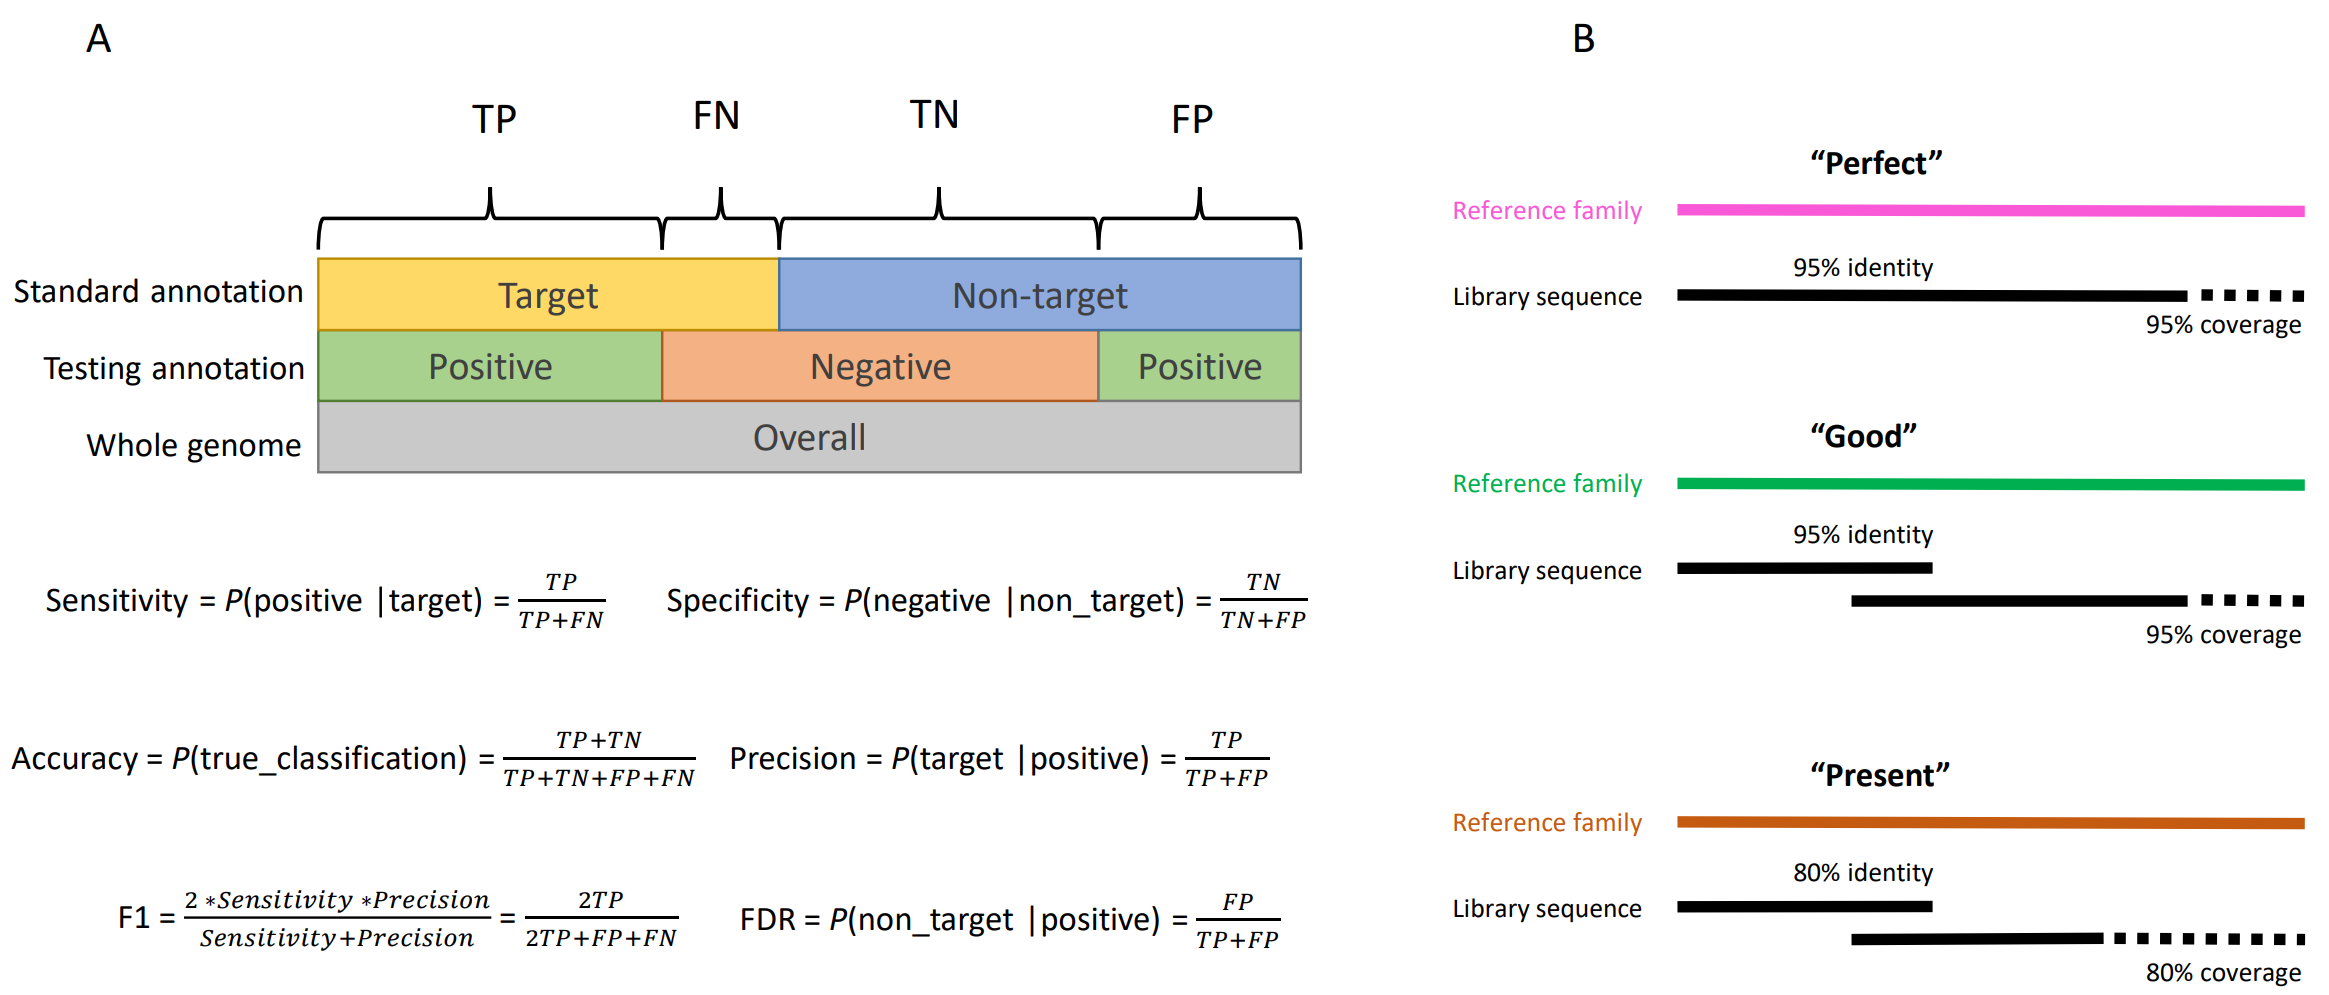 A
TP FN TN FP
Standard annotation Target Non-target
Testing annotation Positive Negative Positive
Whole genome Overall
Sensitivity = P(positive |target) = TP / TP+FN
Specificity = P(negative |non_target) = TN / TN+FP
Accuracy = P(true_classification) = TP+TN / TP+TN+FP+FN
Precision = P(target |positive) = TP / TP+FP
F1 = 2 *Sensitivity *Precision / Sensitivity+Precision = 2TP / 2TP+FP+FN
FDR = P(non_target |positive) = FP / TP+FP
B
“Perfect”
Reference family
95% identity
Library sequence
95% coverage
“Good”
Reference family
95% identity
Library sequence
95% coverage
“Present”
Reference family
80% identity
Library sequence
80% coverage